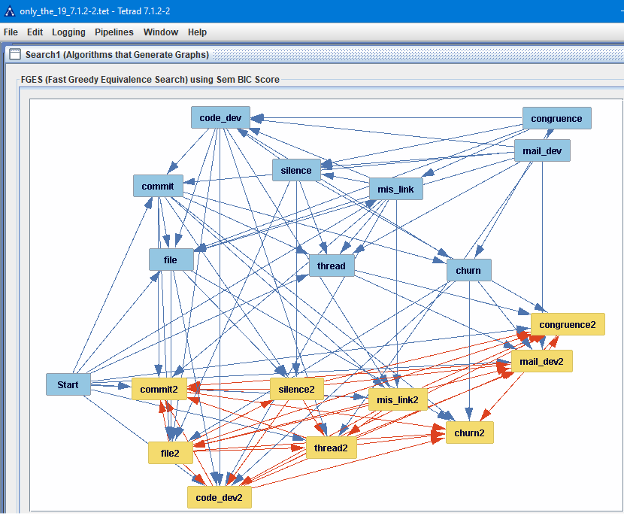 only_the_19_7.1.2-2.tet - Tetrad 7.1.2-2
File Edit Logging Pipelines Window Help
Search1 (Algorithms that Generate Graphs)
FGES (Fast Greedy Equivalence Search) using Sem BIC Score
code_dev
congruence
mail_dev
silence
commit
mis_link
file
thread
churn
congruence2
mail_dev2
Start
commit2
silence2
mis_link2
churn2
thread2
file2
code_dev2